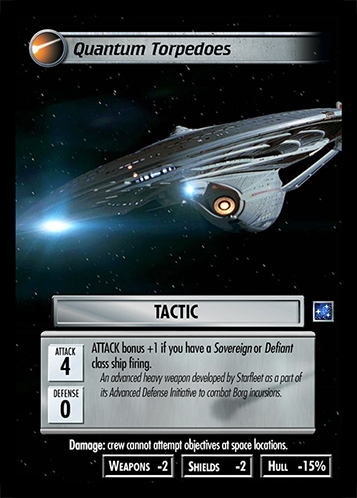 Quantum Torpedoes
TACTIC
ATTACK
4
DEFENSE
0
ATTACK bonus +1 if you have a Sovereign or Defiant
class ship firing.
An advanced heavy weapon developed by Starfleet as a part of
its Advanced Defense Initiative to combat Borg incursions.
Damage: crew cannot attempt objectives at space locations.
WEAPONS -2 SHIELDS -2 HULL -15%